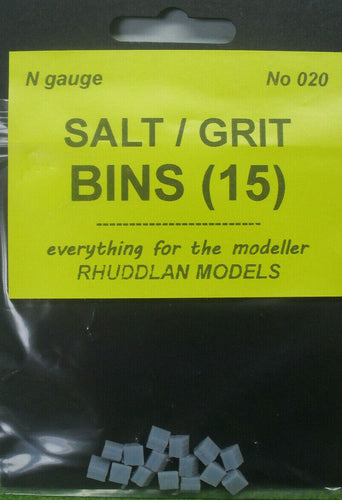 N gauge No 020
SALT / GRIT
BINS (15)
everything for the modeller
RHUDDLAN MODELS